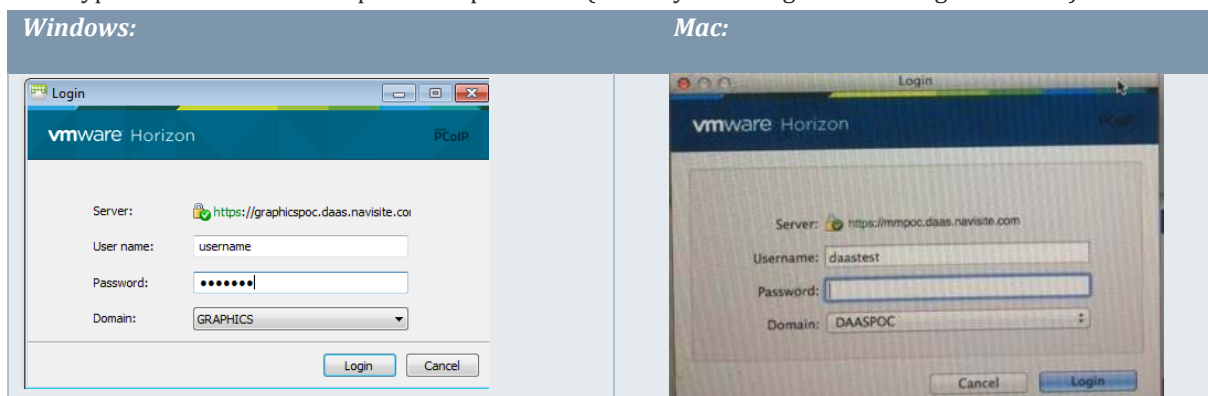 Windows:
Mac:
Login
vmware Horizon
PCoIP
Server: https://graphicspoc.daas.navisite.co
User name: username
Password: •••••••
Domain: GRAPHICS
Login Cancel
Login
vmware Horizon
PCoIP
Server: https://mmpoc.daas.navisite.com
Username: daastest
Password:
Domain: DAASPOC
Cancel Login